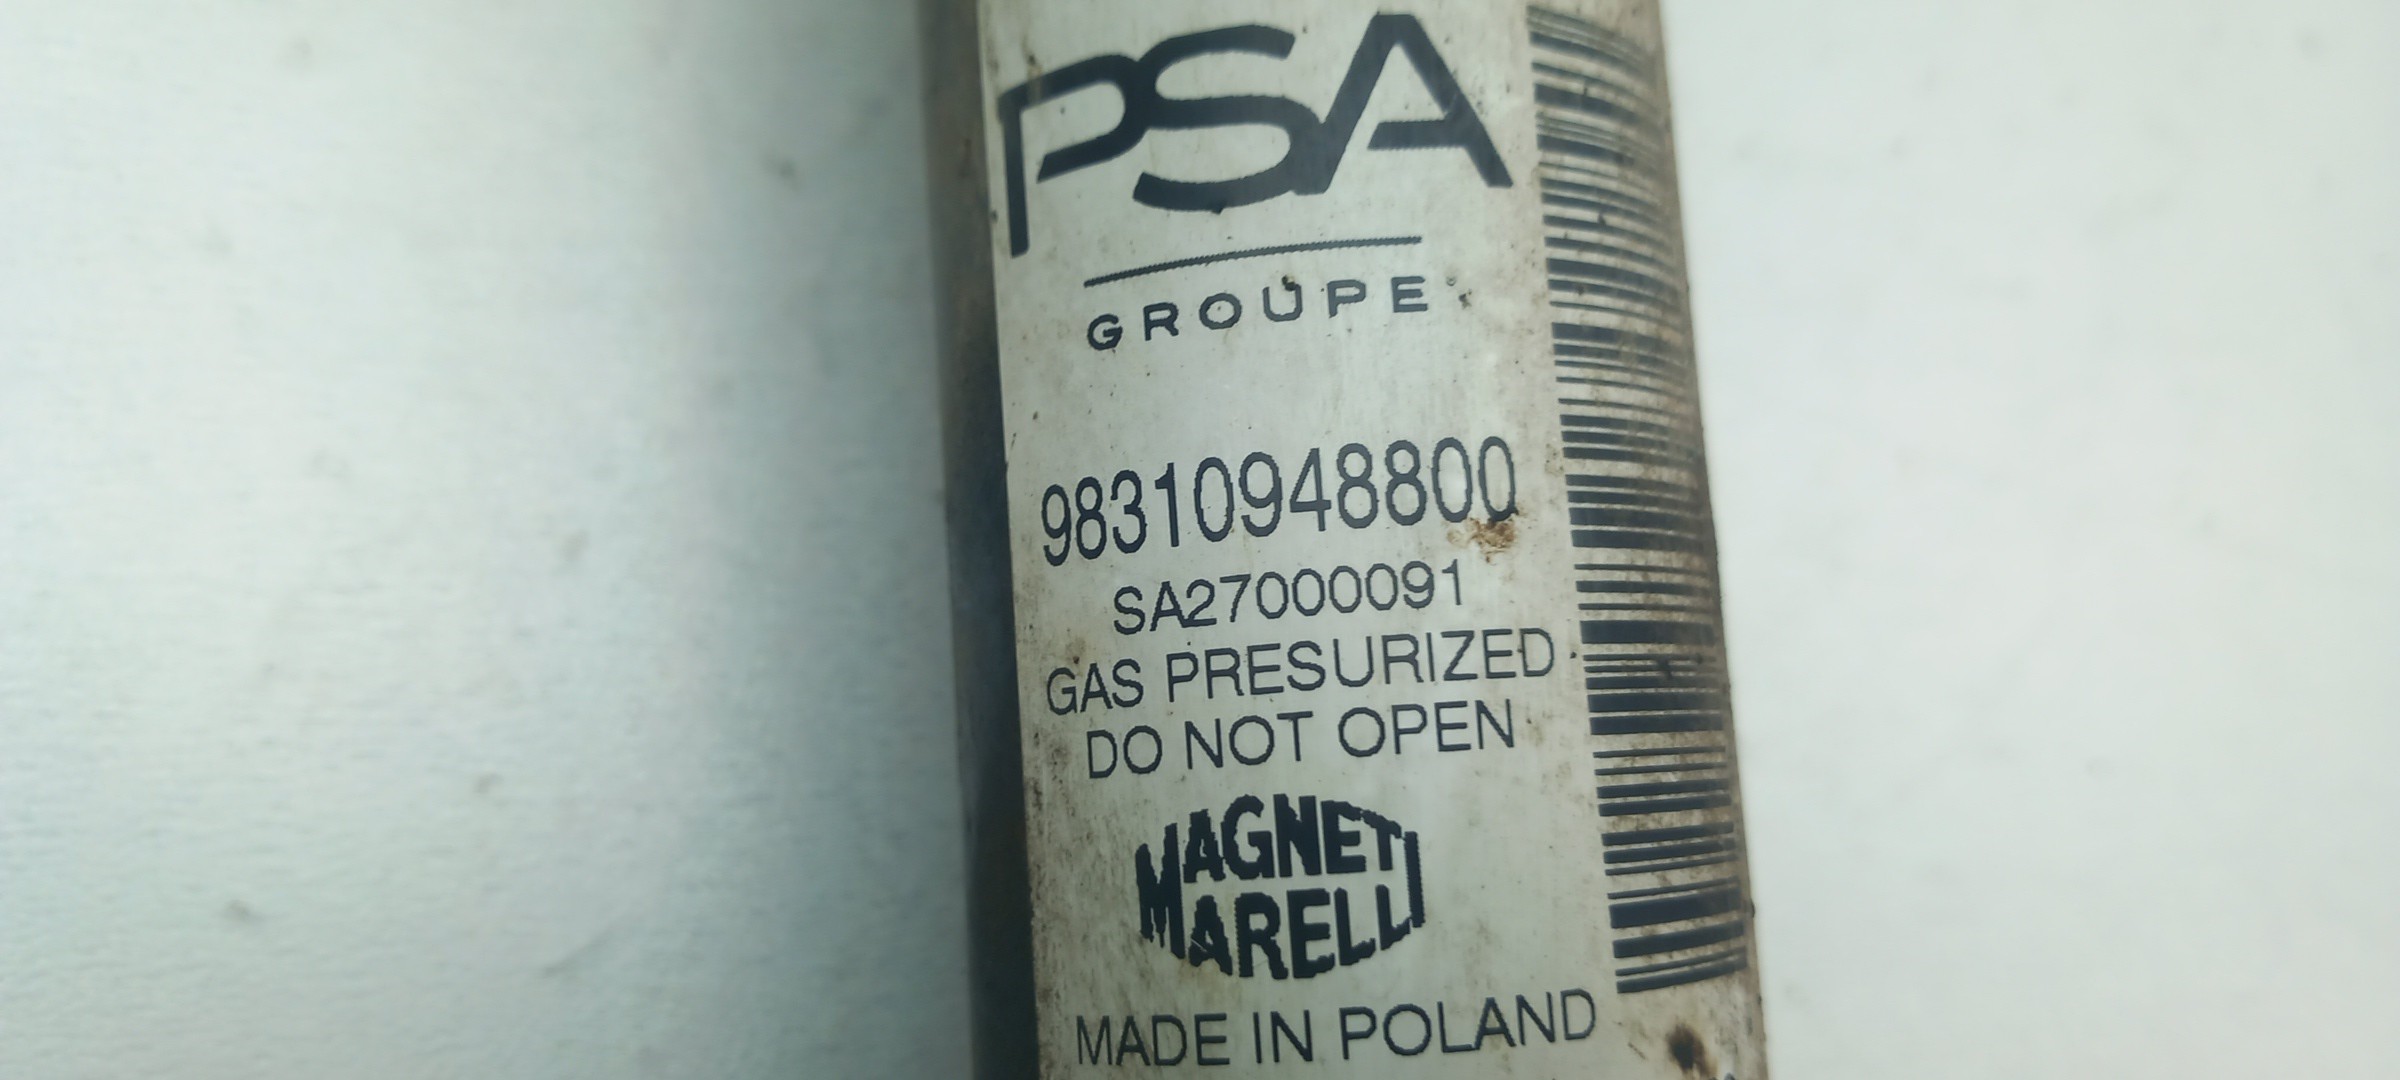 PSA
GROUPE
98310948800
SA27000091
GAS PRESURIZED
DO NOT OPEN
MAGNETI
MARELLI
MADE IN POLAND